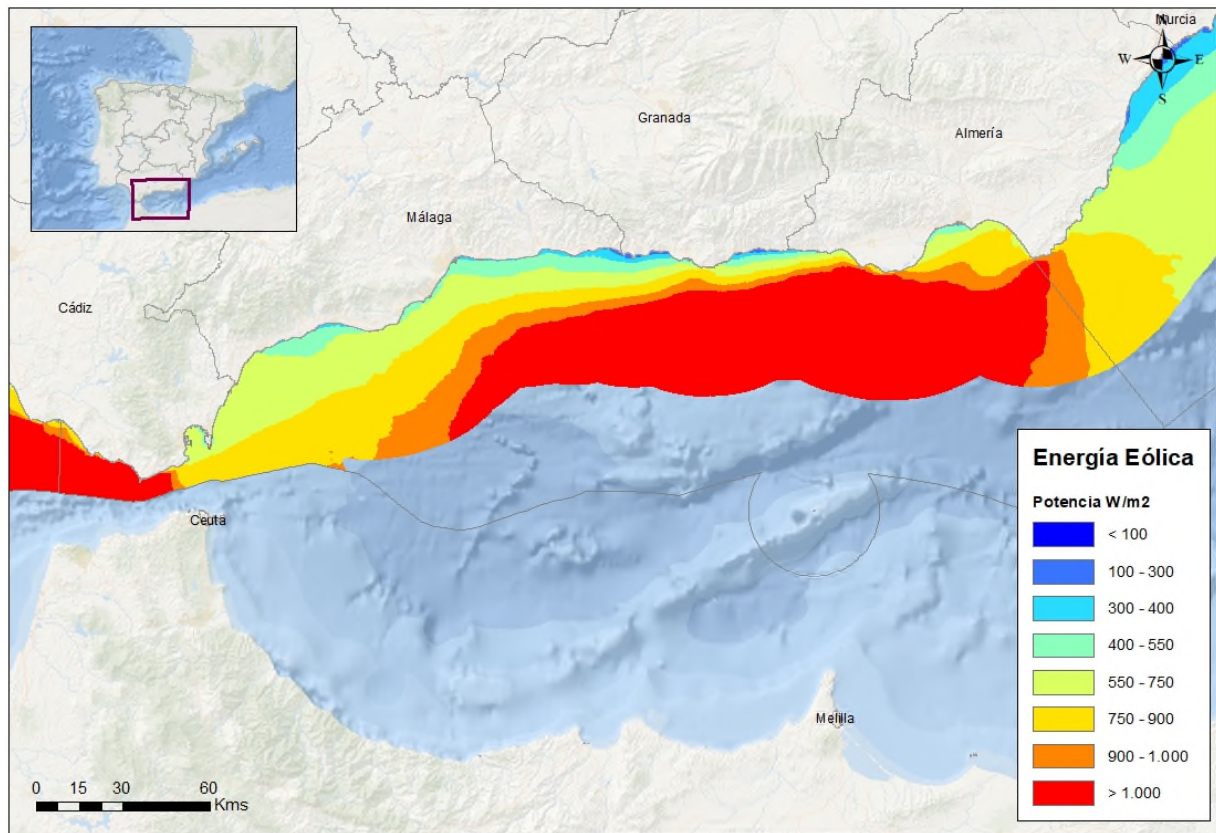 Murcia
N
W
E
S
Granada
Almería
Málaga
Cádiz
Ceuta
Melilla
Energía Eólica
Potencia W/m2
< 100
100 - 300
300 - 400
400 - 550
550 - 750
750 - 900
900 - 1.000
> 1.000
0 15 30 60
Kms